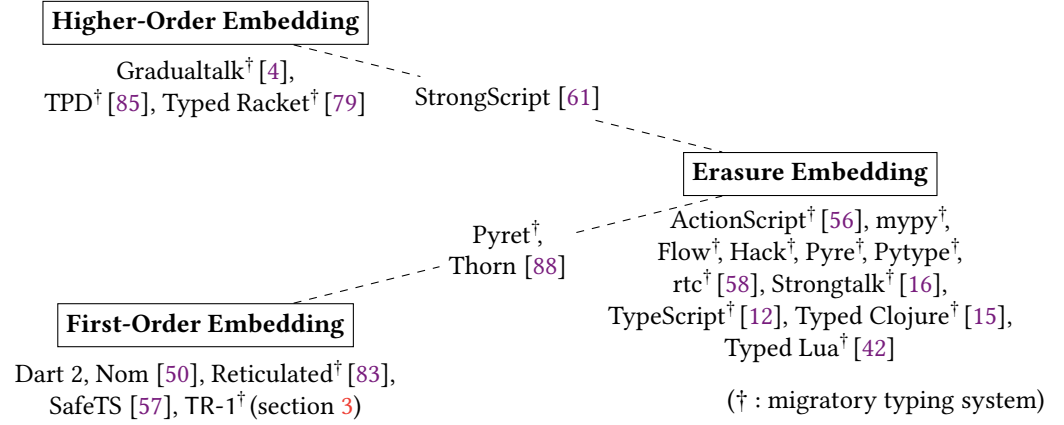 Higher-Order Embedding
Gradualtalk† [4],
TPD† [85], Typed Racket† [79]
StrongScript [61]
Erasure Embedding
ActionScript† [56], mypy†,
Flow†, Hack†, Pyre†, Pytype†,
rtc† [58], Strongtalk† [16],
TypeScript† [12], Typed Clojure† [15],
Typed Lua† [42]
Pyret†,
Thorn [88]
First-Order Embedding
Dart 2, Nom [50], Reticulated† [83],
SafeTS [57], TR-1† (section 3)
(† : migratory typing system)